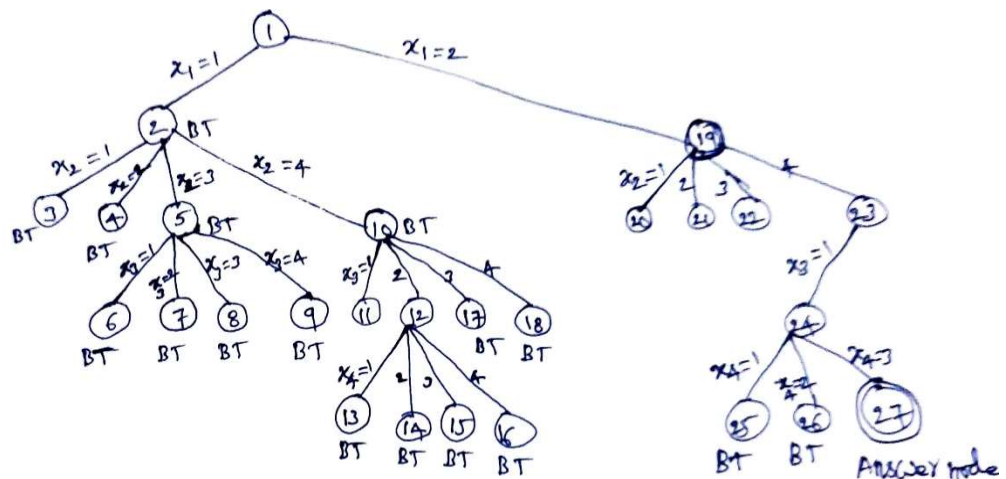 1
x1=1
x1=2
2 BT
19
x2=1
x2=2
x2=3
x2=4
x2=1
2
3
4
3
BT
4
BT
5 BT
10 BT
20
21
22
23
x3=1
x3=2
x3=3
x3=4
x3=1
2
3
4
x3=1
6
BT
7
BT
8
BT
9
BT
11
12
17
BT
18
BT
24
x4=1
2
3
4
x4=1
x4=2
x4=3
13
BT
14
BT
15
BT
16
BT
25
BT
26
BT
27
Answer node